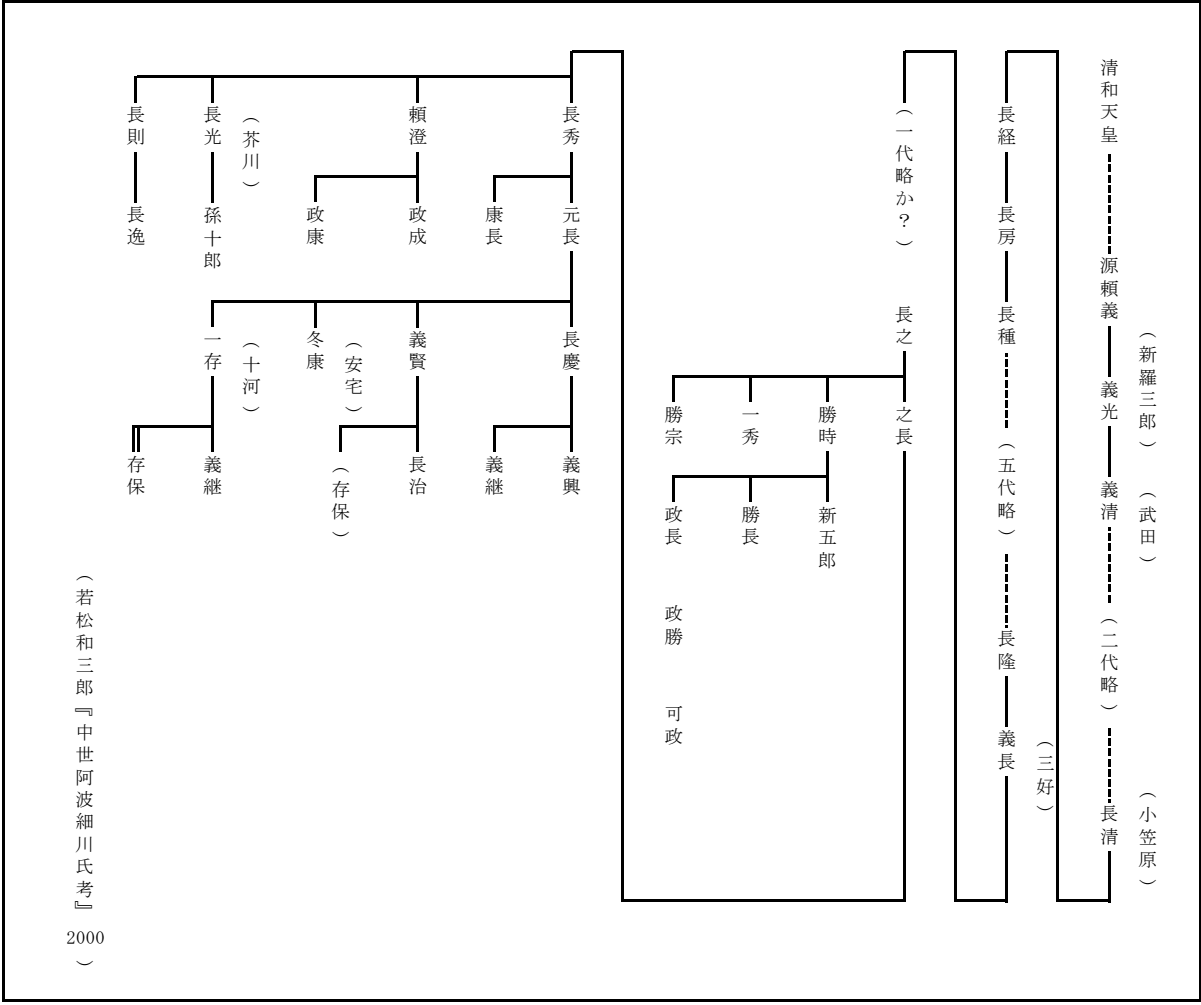 （新羅三郎）
（武田）
（小笠原）
清和天皇
源頼義
義光
義清
（二代略）
長清
（三好）
長経
長房
長種
（五代略）
長隆
義長
（一代略か？）
長之
之長
勝時
一秀
勝宗
新五郎
勝長
政長
政勝
可政
長秀
頼澄
（芥川）
長光
長則
元長
康長
政成
政康
孫十郎
長逸
長慶
義賢
（安宅）
冬康
（十河）
一存
義興
義継
長治
（存保）
義継
存保
（若松和三郎『中世阿波細川氏考』2000）